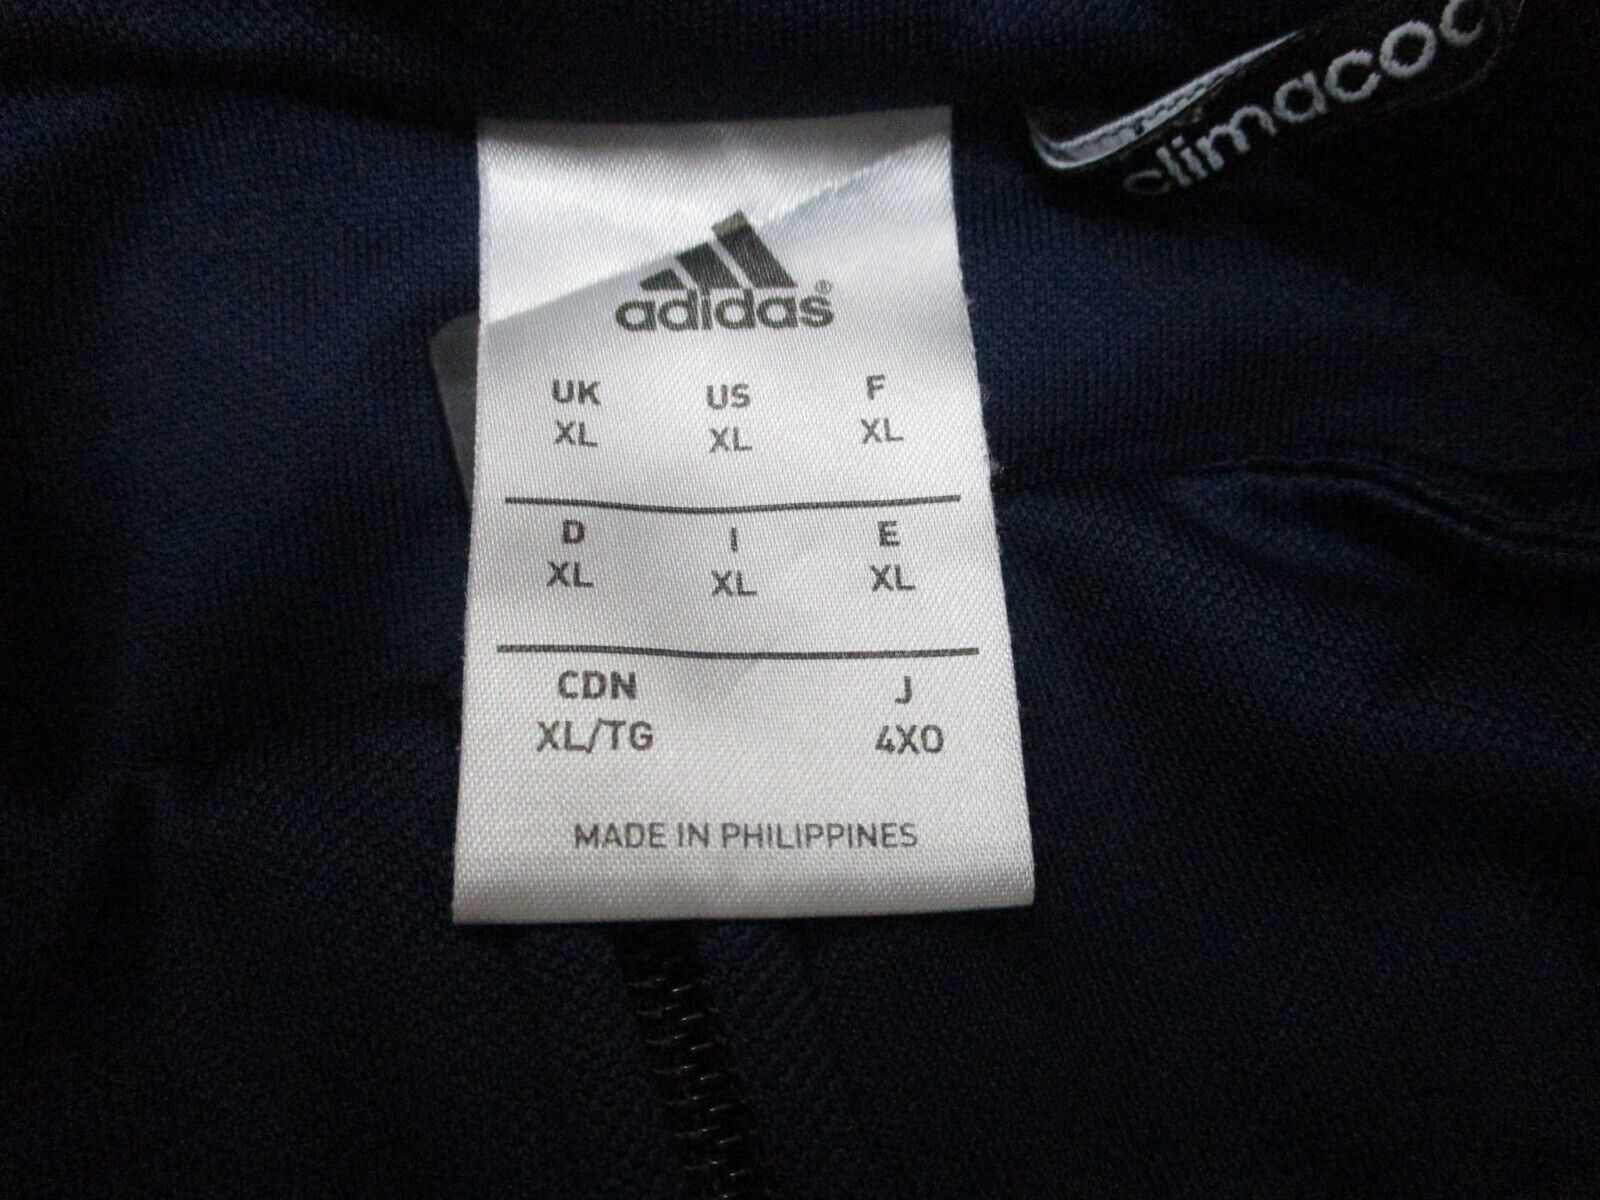 climacoo
adidas®
UK US F
XL XL XL
D I E
XL XL XL
CDN J
XL/TG 4XO
MADE IN PHILIPPINES